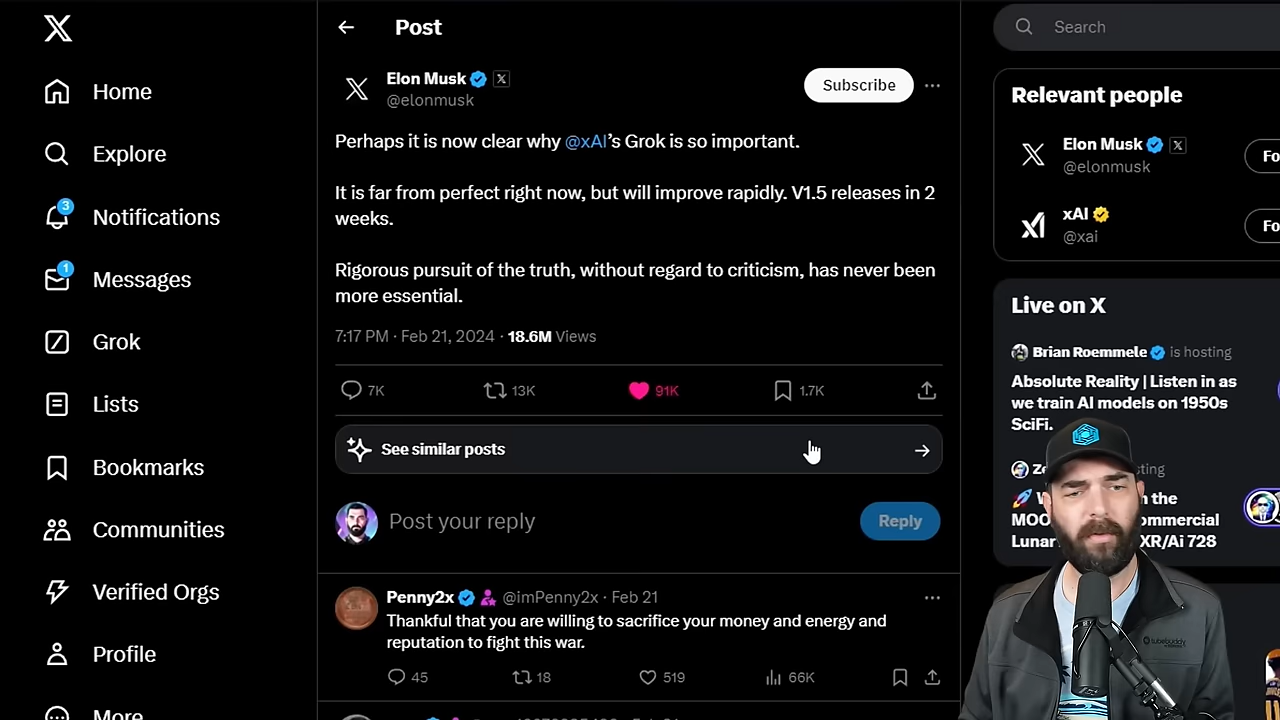 Home
Explore
3
Notifications
1
Messages
Grok
Lists
Bookmarks
Communities
Verified Orgs
Profile
More
Post
Elon Musk
@elonmusk
Subscribe
Perhaps it is now clear why @xAI’s Grok is so important.
It is far from perfect right now, but will improve rapidly. V1.5 releases in 2
weeks.
Rigorous pursuit of the truth, without regard to criticism, has never been
more essential.
7:17 PM · Feb 21, 2024 · 18.6M Views
7K 13K 91K 1.7K
See similar posts
Post your reply
Reply
Penny2x @imPenny2x · Feb 21
Thankful that you are willing to sacrifice your money and energy and
reputation to fight this war.
45 18 519 66K
Search
Relevant people
Elon Musk
@elonmusk
Fo
xAI
@xai
Fo
Live on X
Brian Roemmele is hosting
Absolute Reality | Listen in as
we train AI models on 1950s
SciFi.
Ze sting
n the
MOO ommercial
Lunar XR/Ai 728
tubebuddy